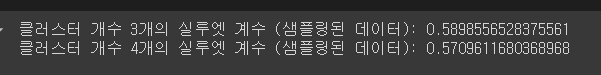 클러스터 개수 3개의 실루엣 계수 (샘플링된 데이터): 0.5898556528375561
클러스터 개수 4개의 실루엣 계수 (샘플링된 데이터): 0.5709611680368968